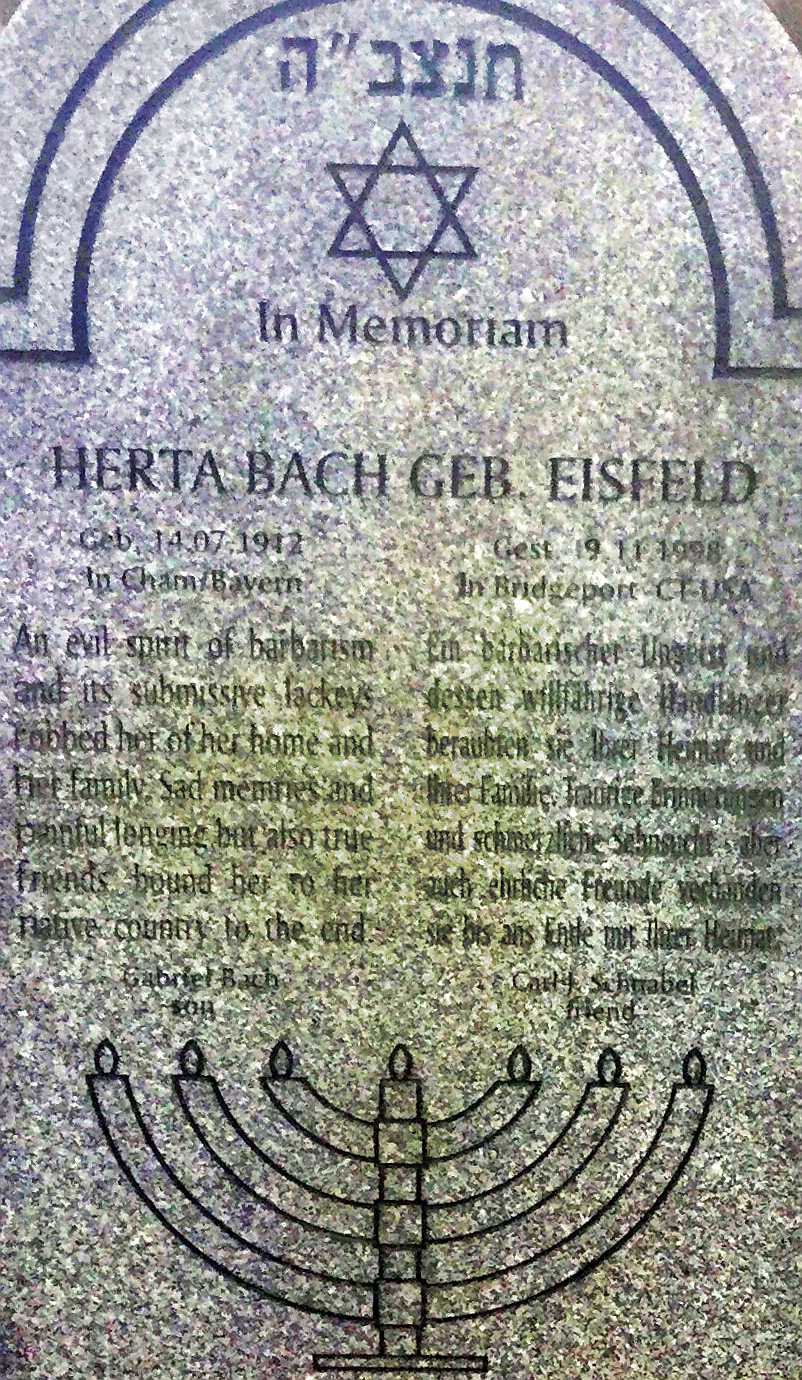 תנצב״ה
In Memoriam
HERTA BACH GEB. EISFELD
Geb. 14.07.1912
In Cham/Bayern
Gest. 19.11.1998
In Bridgeport CT-USA
An evil spirit of barbarism
and its submissive lackeys
robbed her of her home and
her family. Sad memries and
painful longing but also true
friends bound her to her
native country to the end.
Gabriel Bach
son
Ein barbarischer Ungeist und
dessen willfährige Handlanger
beraubten sie Ihrer Heimat und
Ihrer Familie. Traurige Erinnerungen
und schmerzliche Sehnsucht - aber
auch ehrliche Freunde verbanden
sie bis ans Ende mit Ihrer Heimat.
Carl J. Schnabel
friend